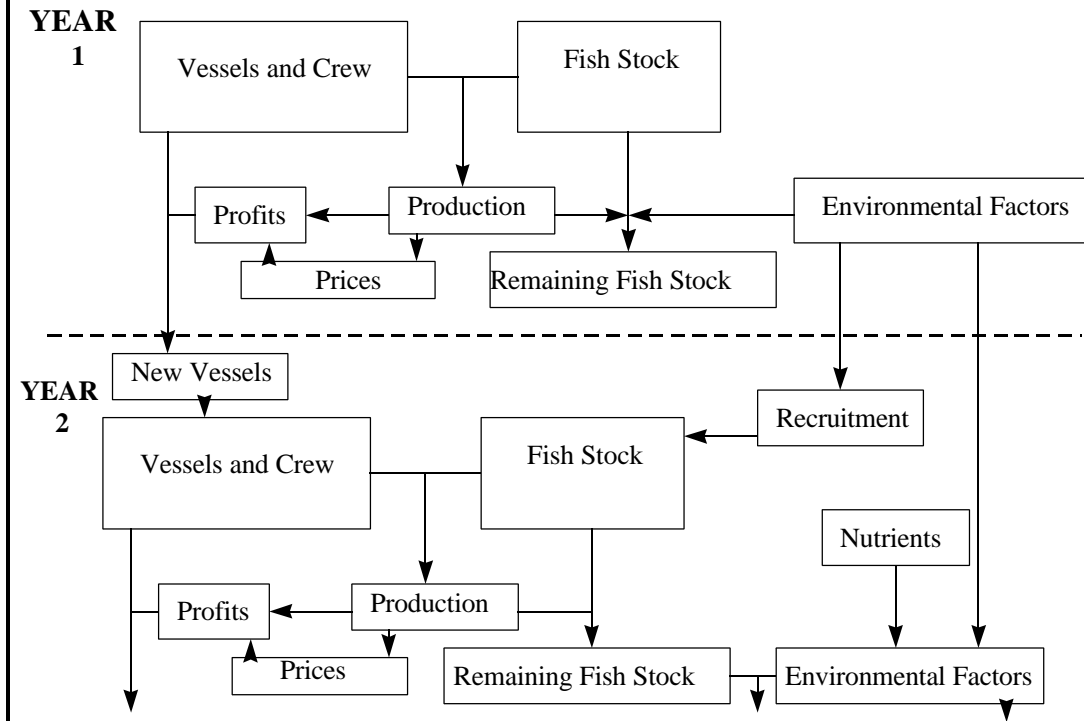 YEAR
1
Vessels and Crew
Fish Stock
Profits
Production
Environmental Factors
Prices
Remaining Fish Stock
New Vessels
YEAR
2
Recruitment
Vessels and Crew
Fish Stock
Nutrients
Profits
Production
Prices
Remaining Fish Stock
Environmental Factors